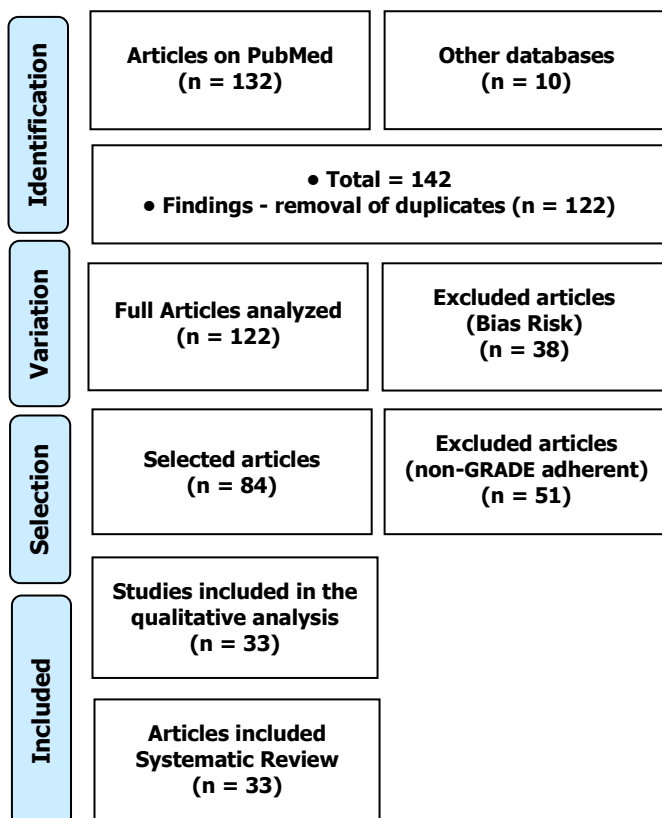 Identification
Articles on PubMed
(n = 132)
Other databases
(n = 10)
• Total = 142
• Findings - removal of duplicates (n = 122)
Variation
Full Articles analyzed
(n = 122)
Excluded articles
(Bias Risk)
(n = 38)
Selection
Selected articles
(n = 84)
Excluded articles
(non-GRADE adherent)
(n = 51)
Included
Studies included in the
qualitative analysis
(n = 33)
Articles included
Systematic Review
(n = 33)